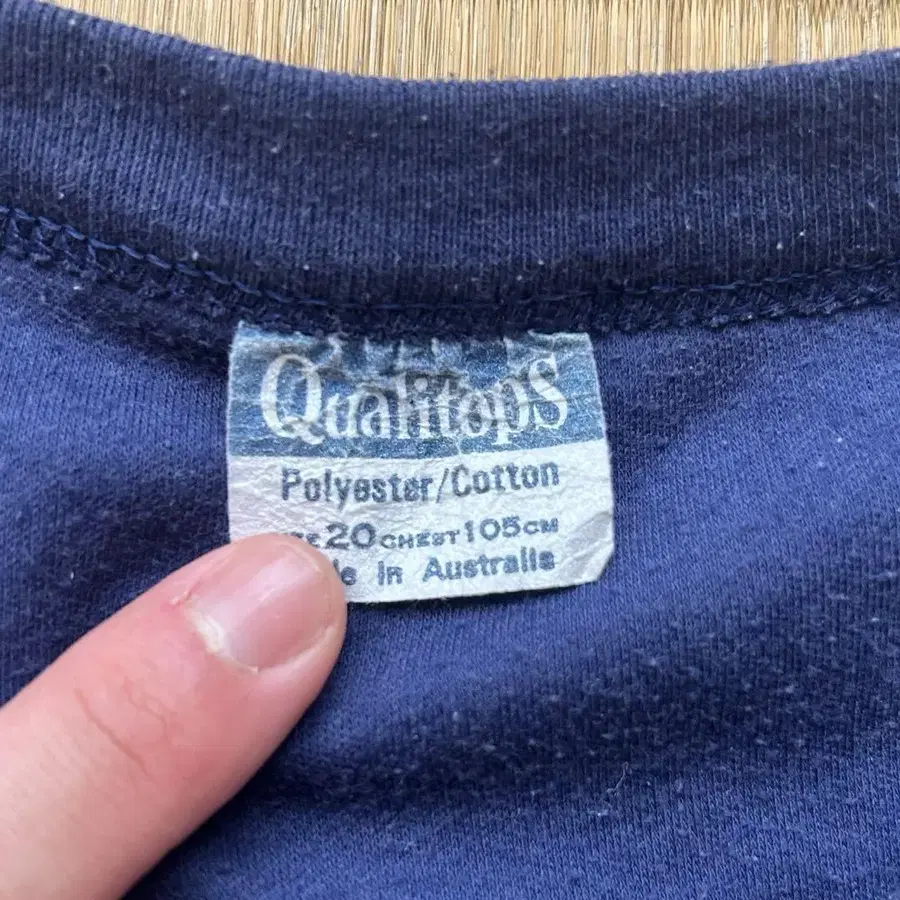 Qualitops
Polyester/Cotton
20 CHEST 105CM
in Australia